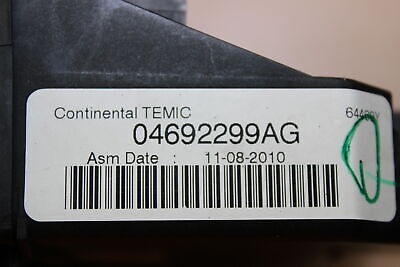 Continental TEMIC
04692299AG
Asm Date : 11-08-2010